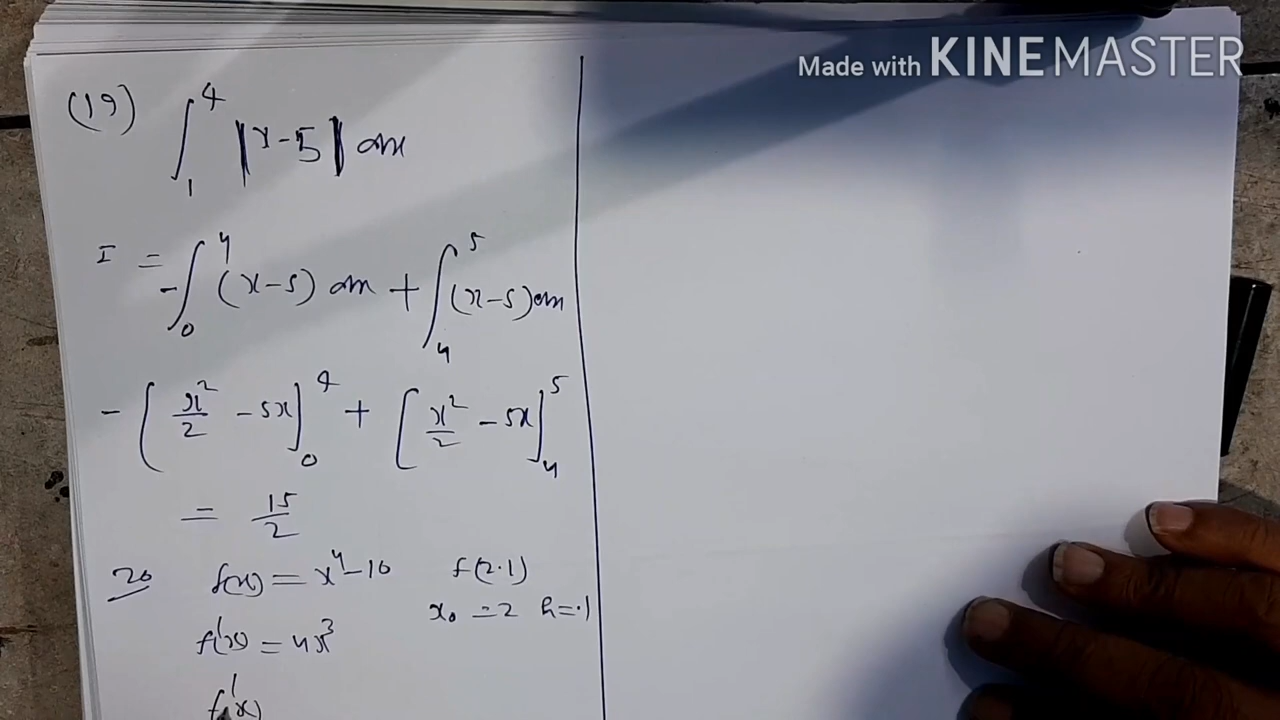 Made with KINEMASTER
(19) ∫₁⁴ |x-5| dx
I = -∫₀⁴ (x-5) dx + ∫₄⁵ (x-5) dx
- [x²/2 - 5x]₀⁴ + [x²/2 - 5x]₄⁵
= 15/2
20 f(x) = x⁴-10 f(2.1)
x₀ = 2 h = .1
f'(x) = 4x³
f'(x)